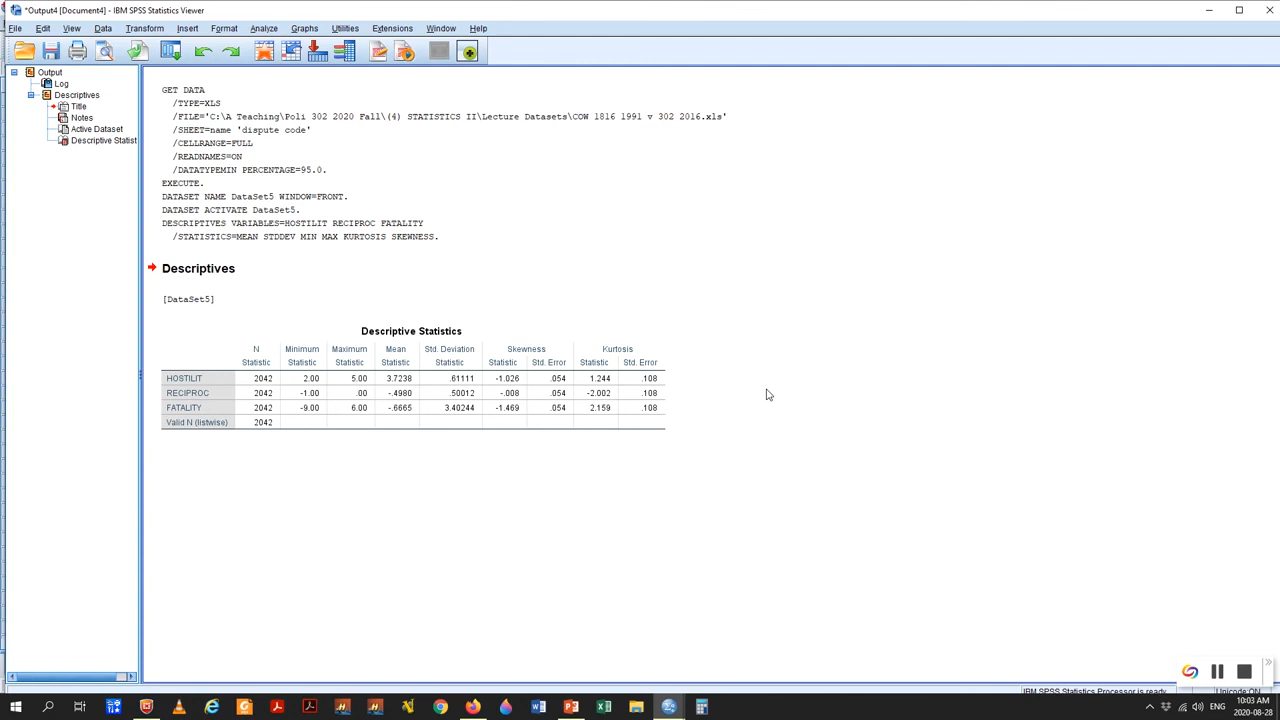 *Output4 [Document4] - IBM SPSS Statistics Viewer
File Edit View Data Transform Insert Format Analyze Graphs Utilities Extensions Window Help
Output
Log
Descriptives
Title
Notes
Active Dataset
Descriptive Statist
GET DATA
/TYPE=XLS
/FILE='C:\A Teaching\Poli 302 2020 Fall\(4) STATISTICS II\Lecture Datasets\COW 1816 1991 v 302 2016.xls'
/SHEET=name 'dispute code'
/CELLRANGE=FULL
/READNAMES=ON
/DATATYPEMIN PERCENTAGE=95.0.
EXECUTE.
DATASET NAME DataSet5 WINDOW=FRONT.
DATASET ACTIVATE DataSet5.
DESCRIPTIVES VARIABLES=HOSTILIT RECIPROC FATALITY
/STATISTICS=MEAN STDDEV MIN MAX KURTOSIS SKEWNESS.
Descriptives
[DataSet5]
Descriptive Statistics
N Minimum Maximum Mean Std. Deviation Skewness Kurtosis
Statistic Statistic Statistic Statistic Statistic Statistic Std. Error Statistic Std. Error
HOSTILIT 2042 2.00 5.00 3.7238 .61111 -1.026 .054 1.244 .108
RECIPROC 2042 -1.00 .00 -.4980 .50012 -.008 .054 -2.002 .108
FATALITY 2042 -9.00 6.00 -.6665 3.40244 -1.469 .054 2.159 .108
Valid N (listwise) 2042
IBM SPSS Statistics Processor is ready Unicode:ON
ENG 10:03 AM
2020-08-28